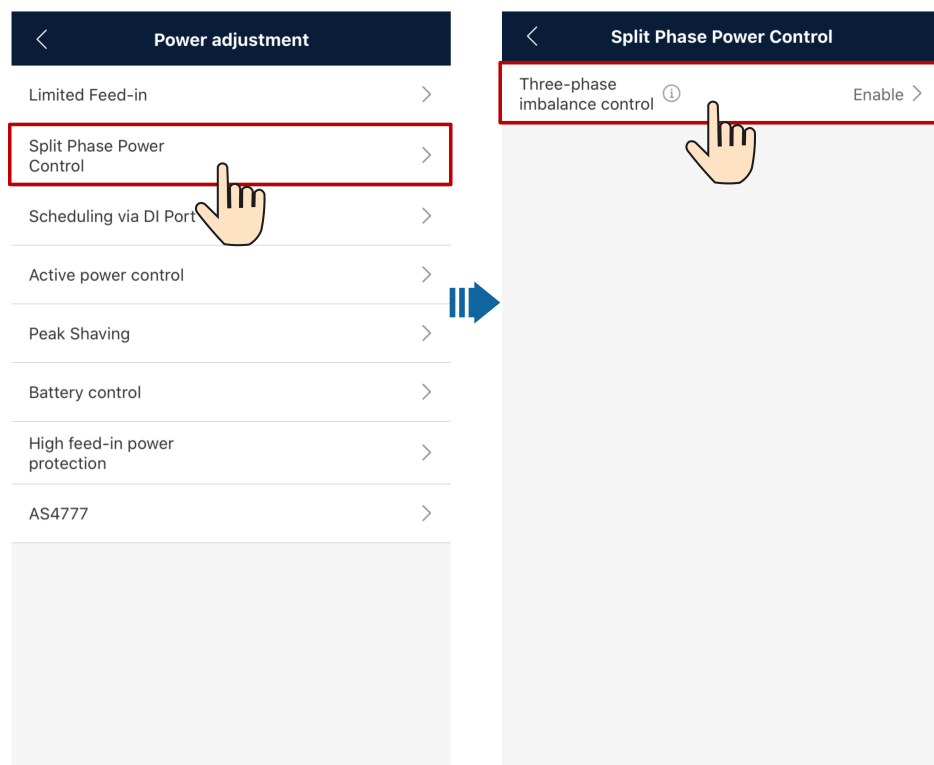 Power adjustment
Limited Feed-in
Split Phase Power
Control
Scheduling via DI Port
Active power control
Peak Shaving
Battery control
High feed-in power
protection
AS4777
Split Phase Power Control
Three-phase
imbalance control
Enable